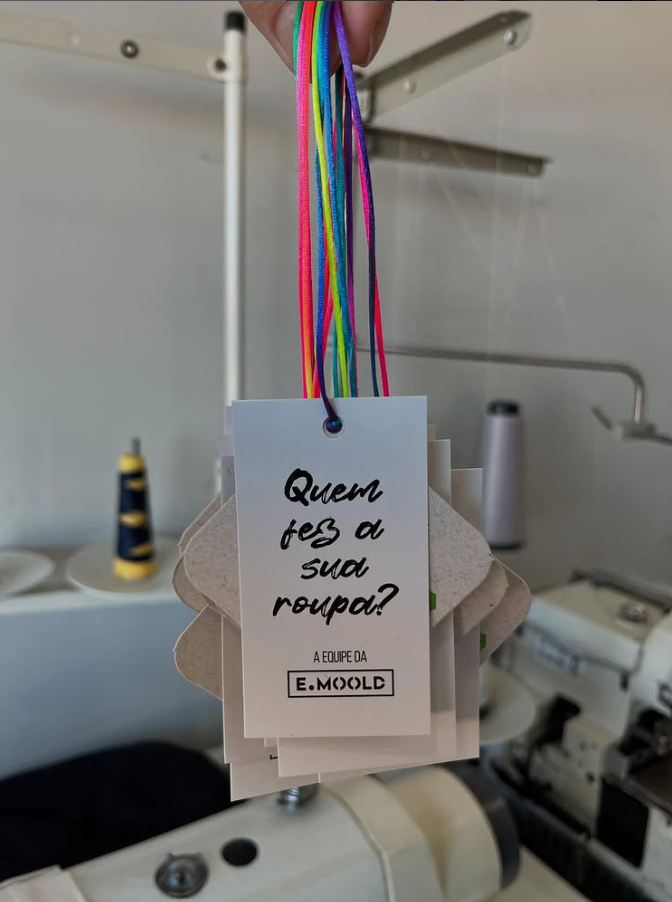 Quem
fez a
sua
roupa?
A EQUIPE DA
E.MOOLD